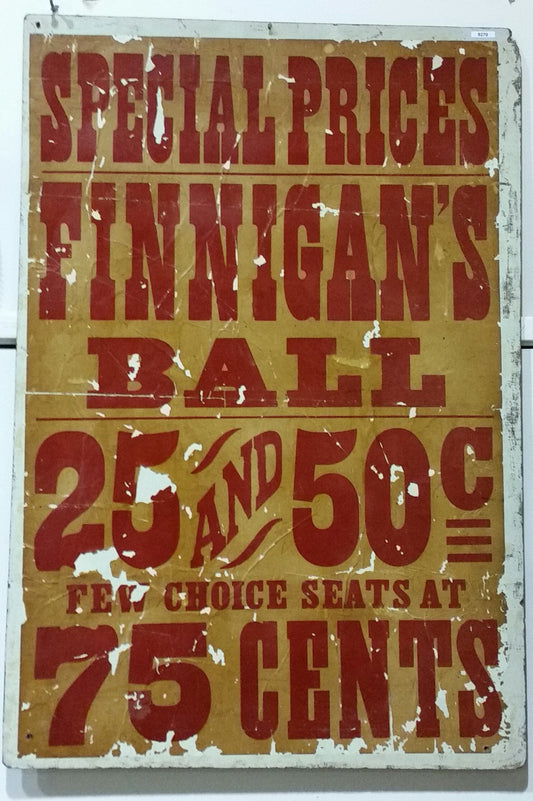 SPECIAL PRICES
FINNIGAN'S
BALL
25 AND 50c
FEW CHOICE SEATS AT
75 CENTS